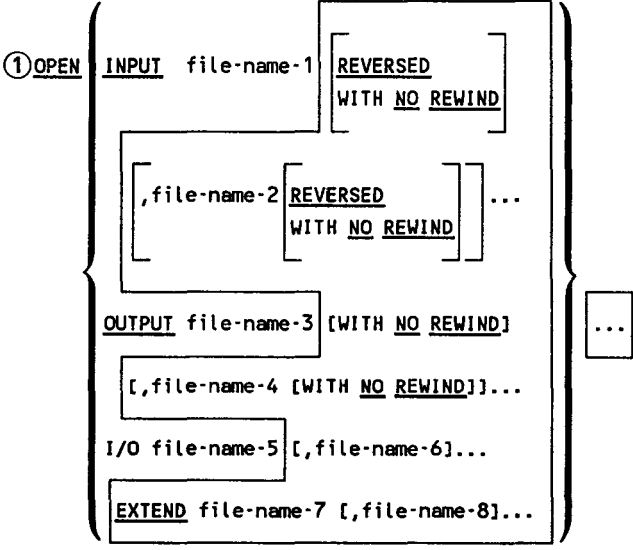 ① OPEN INPUT file-name-1 [REVERSED
WITH NO REWIND]
[,file-name-2 [REVERSED
WITH NO REWIND]]...
OUTPUT file-name-3 [WITH NO REWIND]
...
[,file-name-4 [WITH NO REWIND]]...
I/O file-name-5 [,file-name-6]...
EXTEND file-name-7 [,file-name-8]...